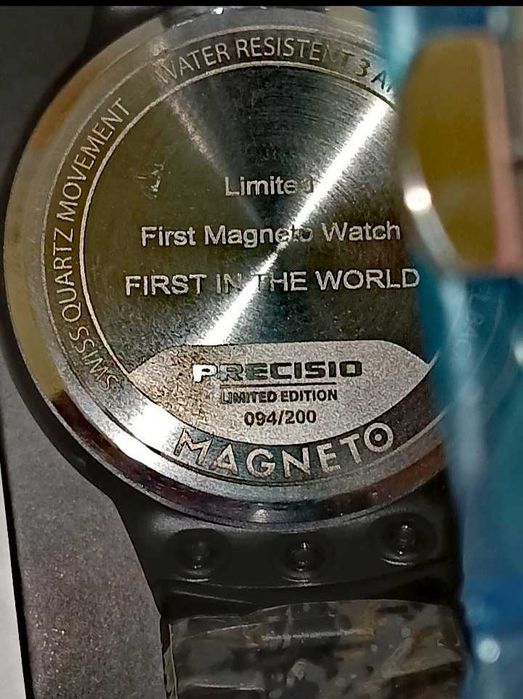 SWISS QUARTZ MOVEMENT
WATER RESISTENT 3
Limited
First Magneto Watch
FIRST IN THE WORLD
PRECISIO
LIMITED EDITION
094/200
MAGNETO